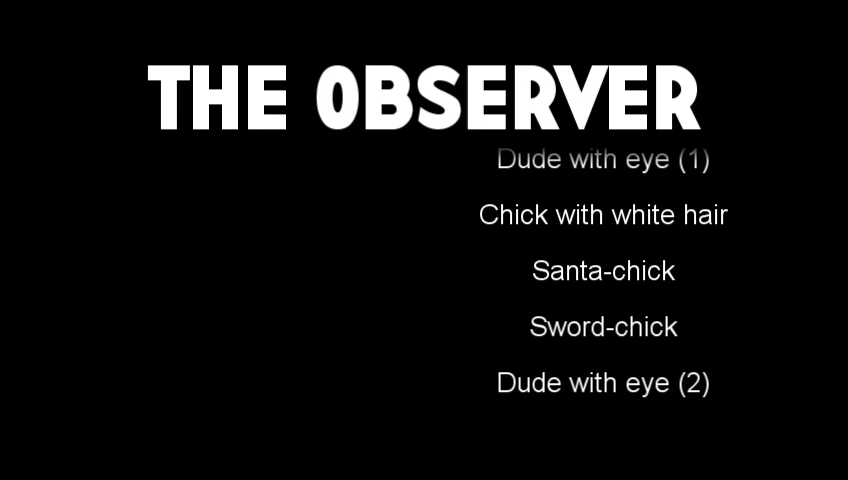 THE OBSERVER
Dude with eye (1)
Chick with white hair
Santa-chick
Sword-chick
Dude with eye (2)